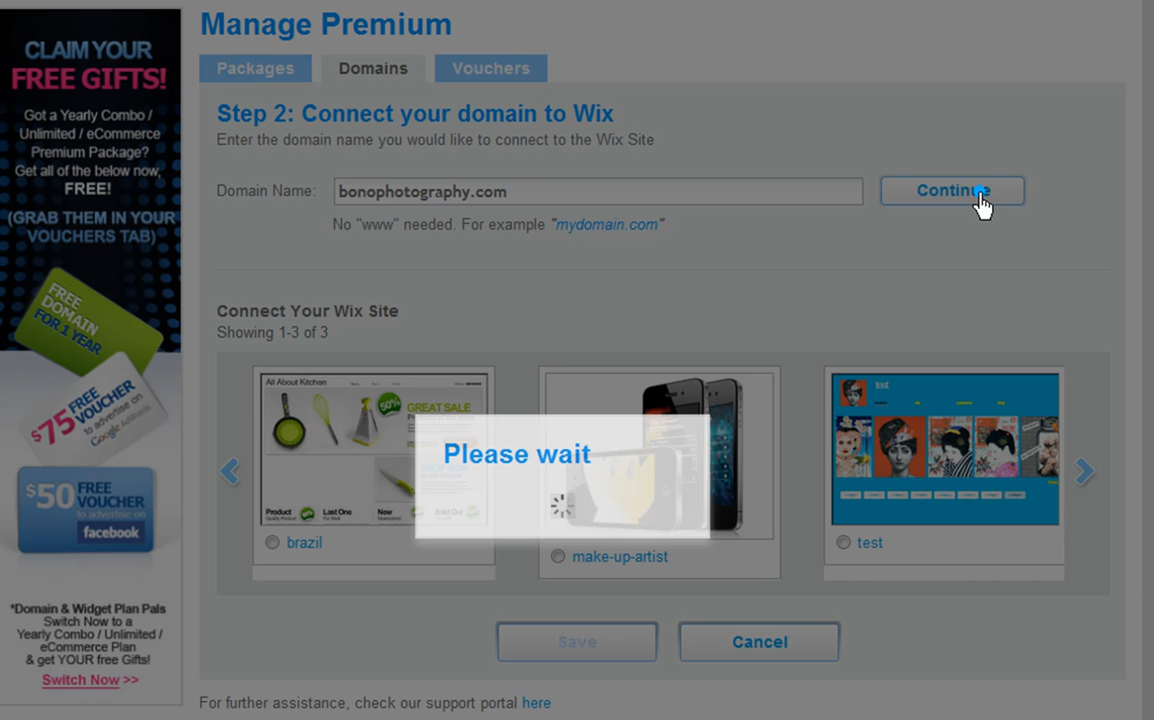 CLAIM YOUR
FREE GIFTS!
Got a Yearly Combo /
Unlimited / eCommerce
Premium Package?
Get all of the below now,
FREE!
(GRAB THEM IN YOUR
VOUCHERS TAB)
FREE
DOMAIN
FOR 1 YEAR
$75 FREE
VOUCHER
to advertise on
Google AdWords
$50 FREE
VOUCHER
to advertise on
facebook
*Domain & Widget Plan Pals
Switch Now to a
Yearly Combo / Unlimited /
eCommerce Plan
& get YOUR free Gifts!
Switch Now >>
Manage Premium
Packages
Domains
Vouchers
Step 2: Connect your domain to Wix
Enter the domain name you would like to connect to the Wix Site
Domain Name:
bonophotography.com
Continue
No "www" needed. For example "mydomain.com"
Connect Your Wix Site
Showing 1-3 of 3
All About Kitchen
50%
GREAT SALE
Product
Last One
New
Sold Out
test
Please wait
brazil
make-up-artist
test
Save
Cancel
For further assistance, check our support portal here